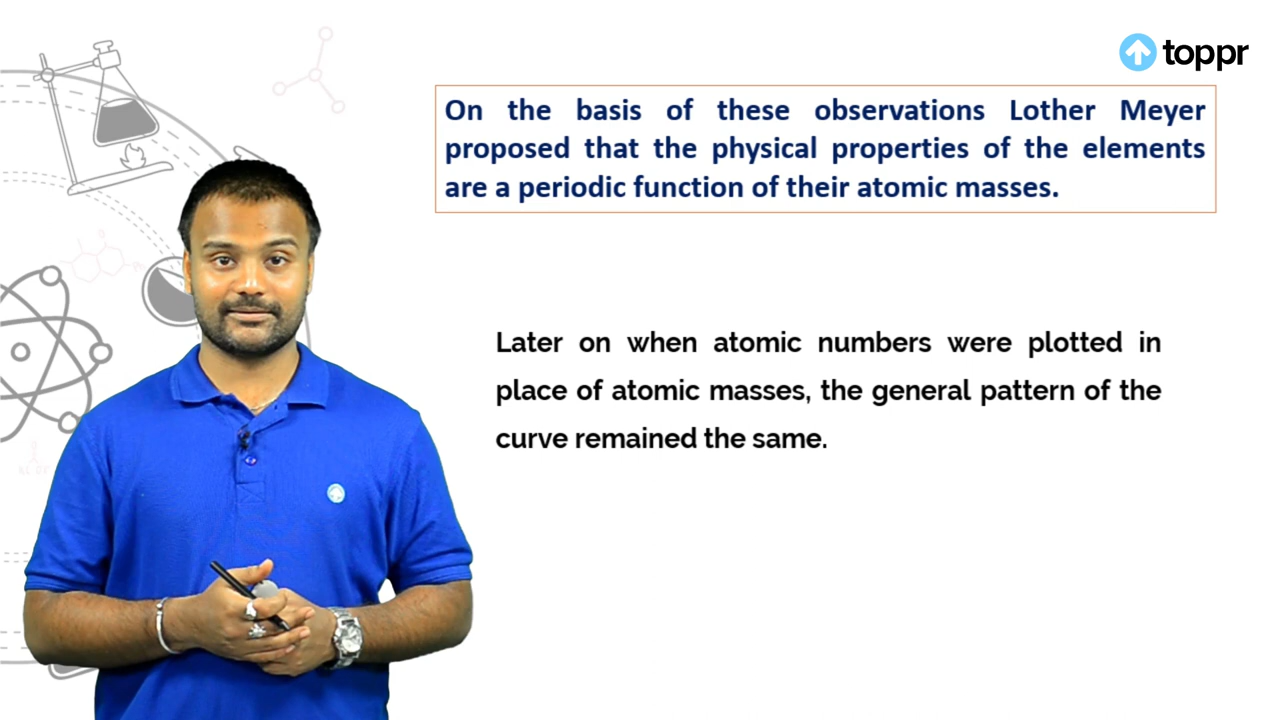 toppr
On the basis of these observations Lother Meyer
proposed that the physical properties of the elements
are a periodic function of their atomic masses.
Later on when atomic numbers were plotted in
place of atomic masses, the general pattern of the
curve remained the same.